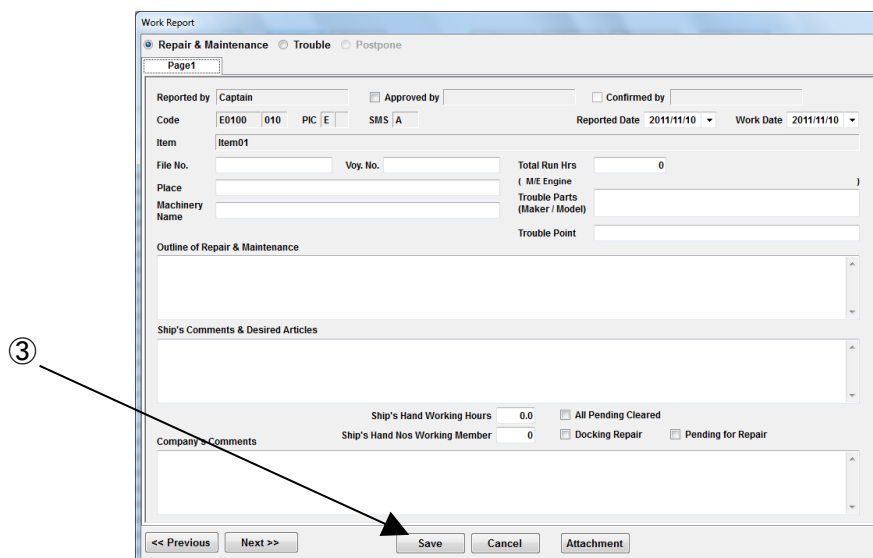 Work Report
Repair & Maintenance Trouble Postpone
Page1
Reported by Captain Approved by Confirmed by
Code E0100 010 PIC E SMS A Reported Date 2011/11/10 Work Date 2011/11/10
Item Item01
File No. Voy. No. Total Run Hrs 0
( M/E Engine )
Place
Trouble Parts
(Maker / Model)
Machinery
Name
Trouble Point
Outline of Repair & Maintenance
Ship's Comments & Desired Articles
③
Ship's Hand Working Hours 0.0 All Pending Cleared
Ship's Hand Nos Working Member 0 Docking Repair Pending for Repair
Company's Comments
<< Previous Next >> Save Cancel Attachment